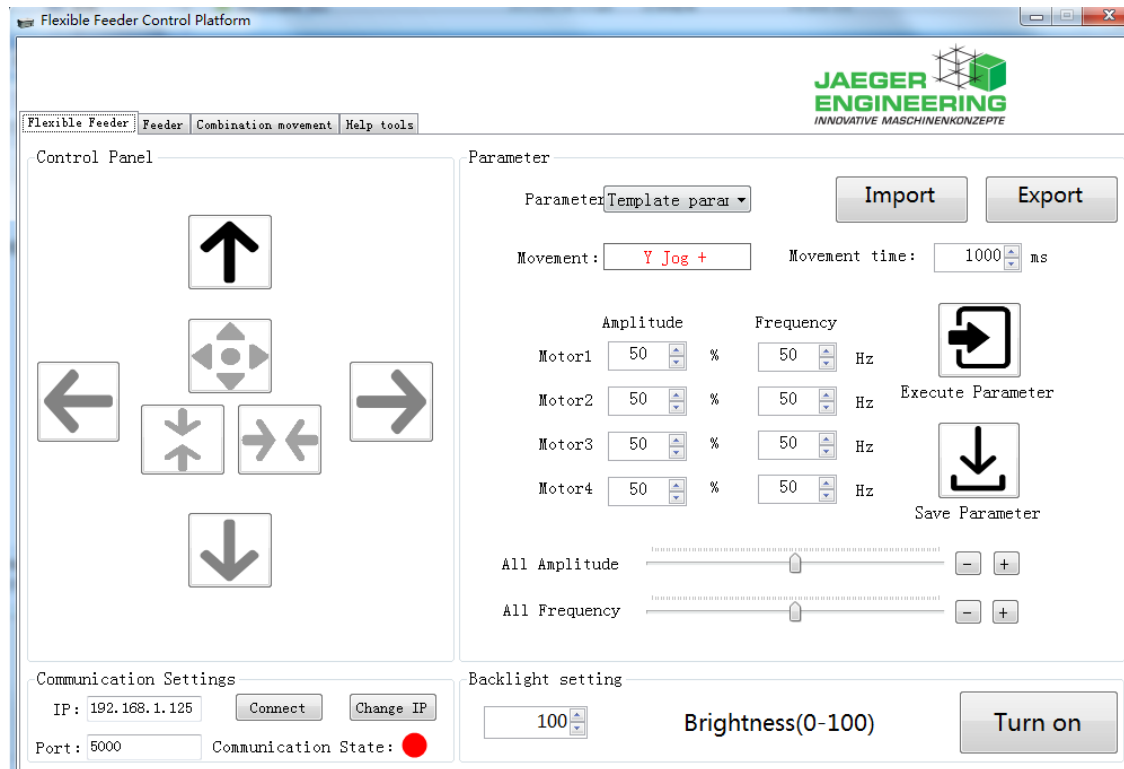 Flexible Feeder Control Platform
JAEGER
ENGINEERING
INNOVATIVE MASCHINENKONZEPTE
Flexible Feeder Feeder Combination movement Help tools
Control Panel
Parameter
Parameter Template parar Import Export
Movement: Y Jog + Movement time: 1000 ms
Amplitude Frequency
Motor1 50 % 50 Hz
Motor2 50 % 50 Hz
Execute Parameter
Motor3 50 % 50 Hz
Motor4 50 % 50 Hz
Save Parameter
All Amplitude - +
All Frequency - +
Communication Settings
IP: 192.168.1.125 Connect Change IP
Port: 5000 Communication State:
Backlight setting
100 Brightness(0-100) Turn on